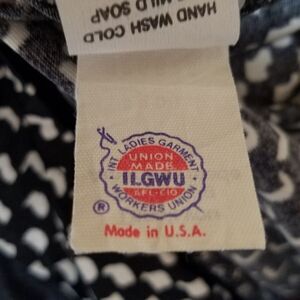 HAND WASH COLD
MILD SOAP
INT. LADIES GARMENT
UNION
MADE
ILGWU
AFL-CIO
WORKERS UNION
®
Made in U.S.A.